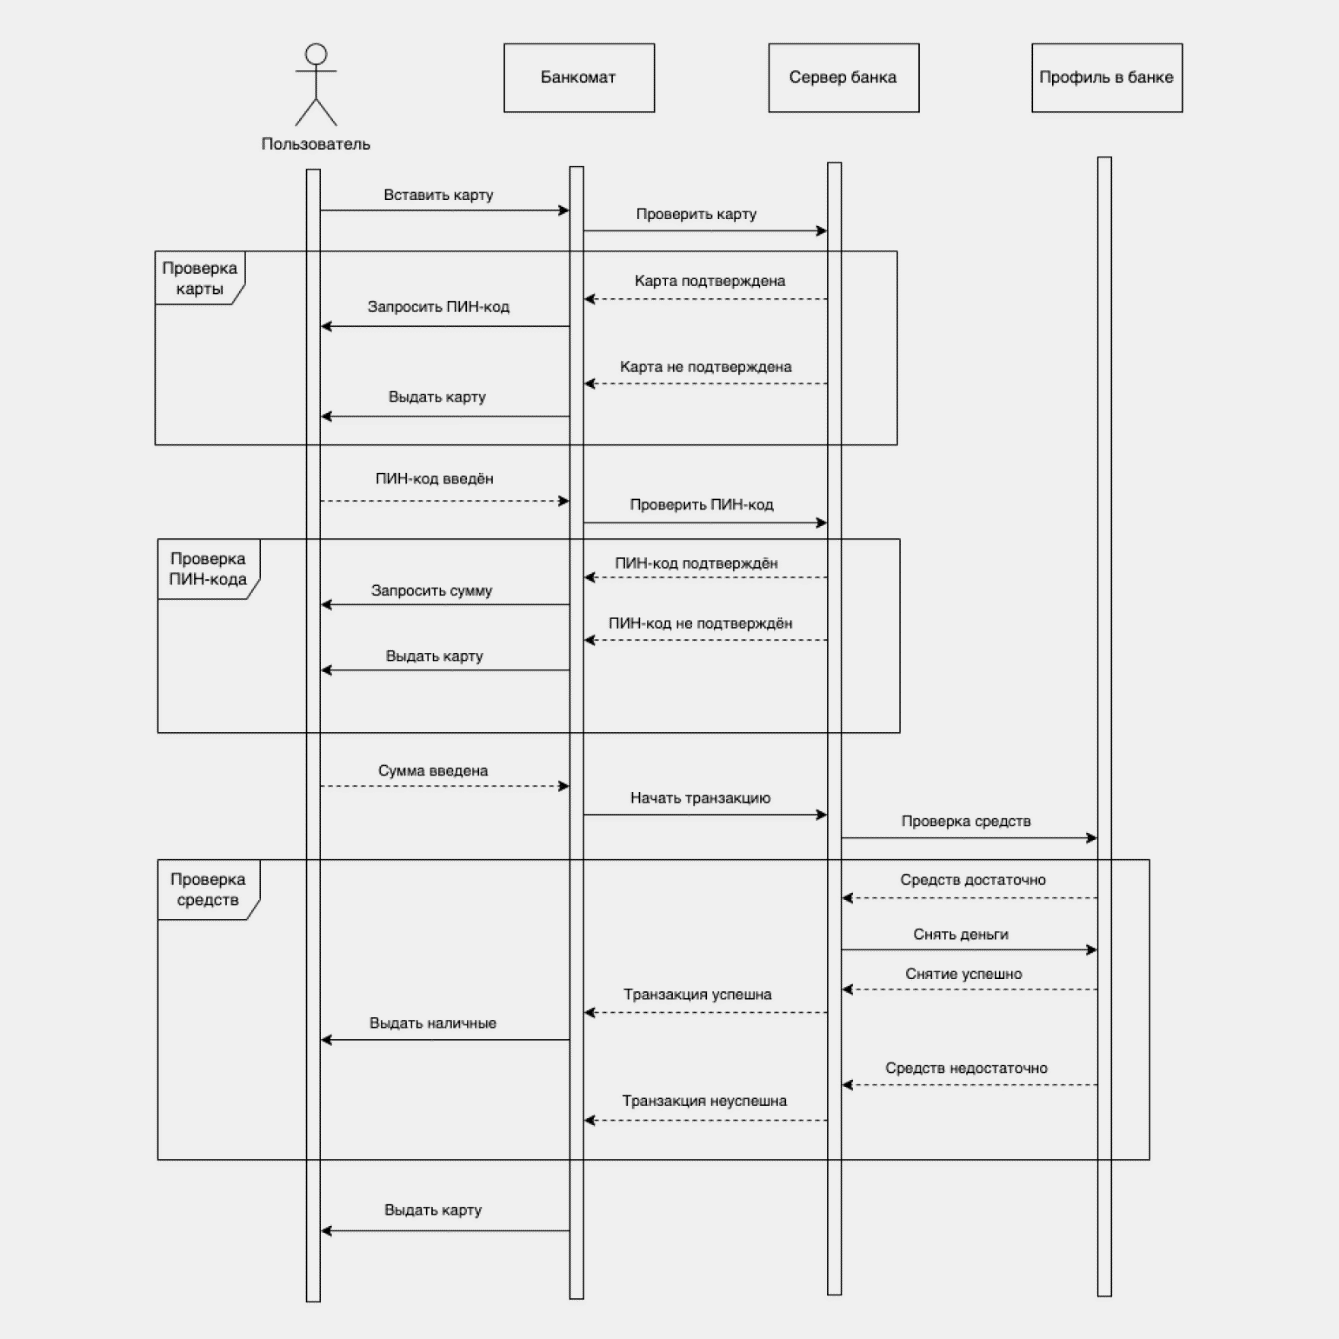 Пользователь
Банкомат
Сервер банка
Профиль в банке
Вставить карту
Проверить карту
Проверка
карты
Карта подтверждена
Запросить ПИН-код
Карта не подтверждена
Выдать карту
ПИН-код введён
Проверить ПИН-код
Проверка
ПИН-кода
ПИН-код подтверждён
Запросить сумму
ПИН-код не подтверждён
Выдать карту
Сумма введена
Начать транзакцию
Проверка средств
Проверка
средств
Средств достаточно
Снять деньги
Снятие успешно
Транзакция успешна
Выдать наличные
Средств недостаточно
Транзакция неуспешна
Выдать карту